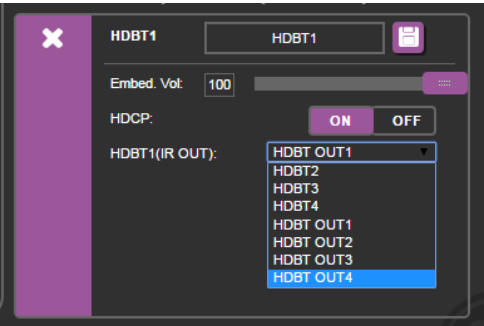 HDBT1 HDBT1
Embed. Vol: 100
HDCP: ON OFF
HDBT1(IR OUT): HDBT OUT1
HDBT2
HDBT3
HDBT4
HDBT OUT1
HDBT OUT2
HDBT OUT3
HDBT OUT4